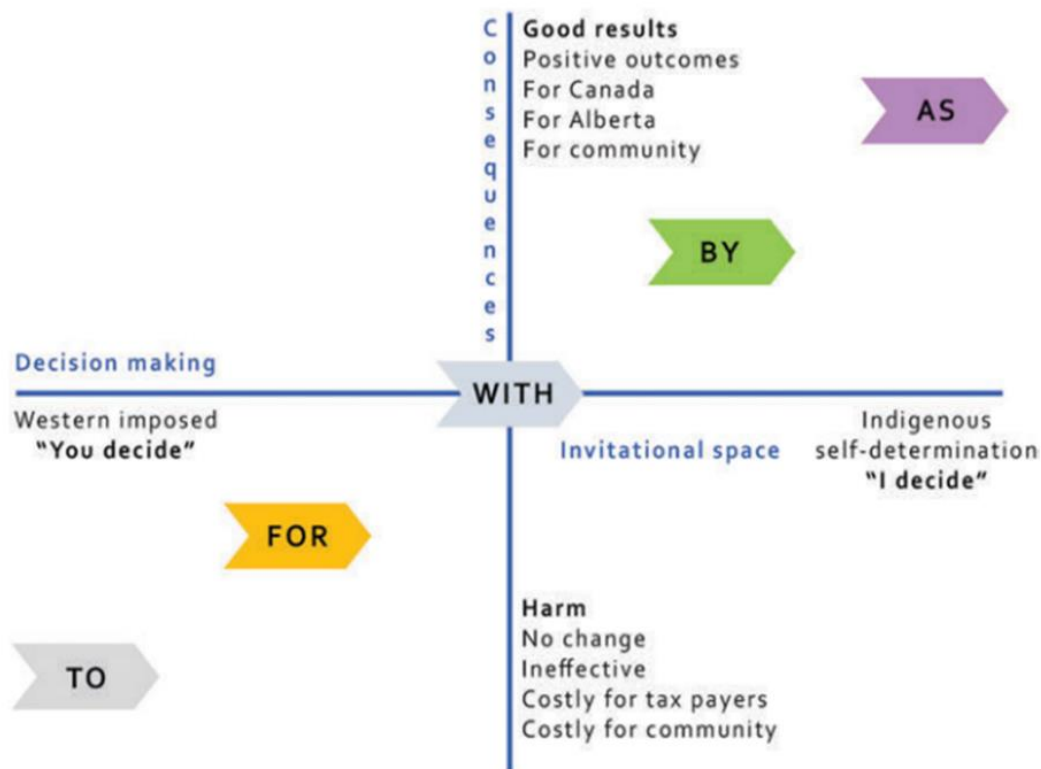 Consequences
Good results
Positive outcomes
For Canada
For Alberta
For community
AS
BY
Decision making
WITH
Western imposed
"You decide"
Invitational space
Indigenous
self-determination
"I decide"
FOR
TO
Harm
No change
Ineffective
Costly for tax payers
Costly for community